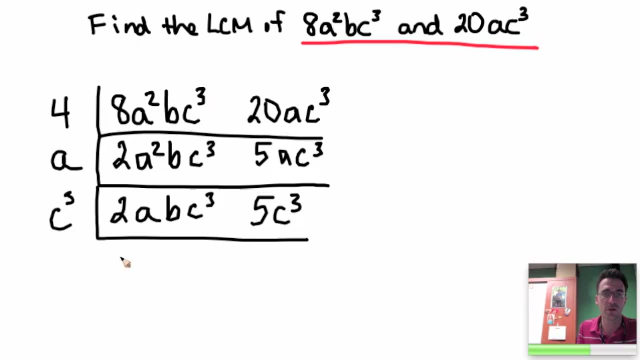 Find the LCM of 8a²bc³ and 20ac³
4 8a²bc³ 20ac³
a 2a²bc³ 5ac³
c³ 2abc³ 5c³